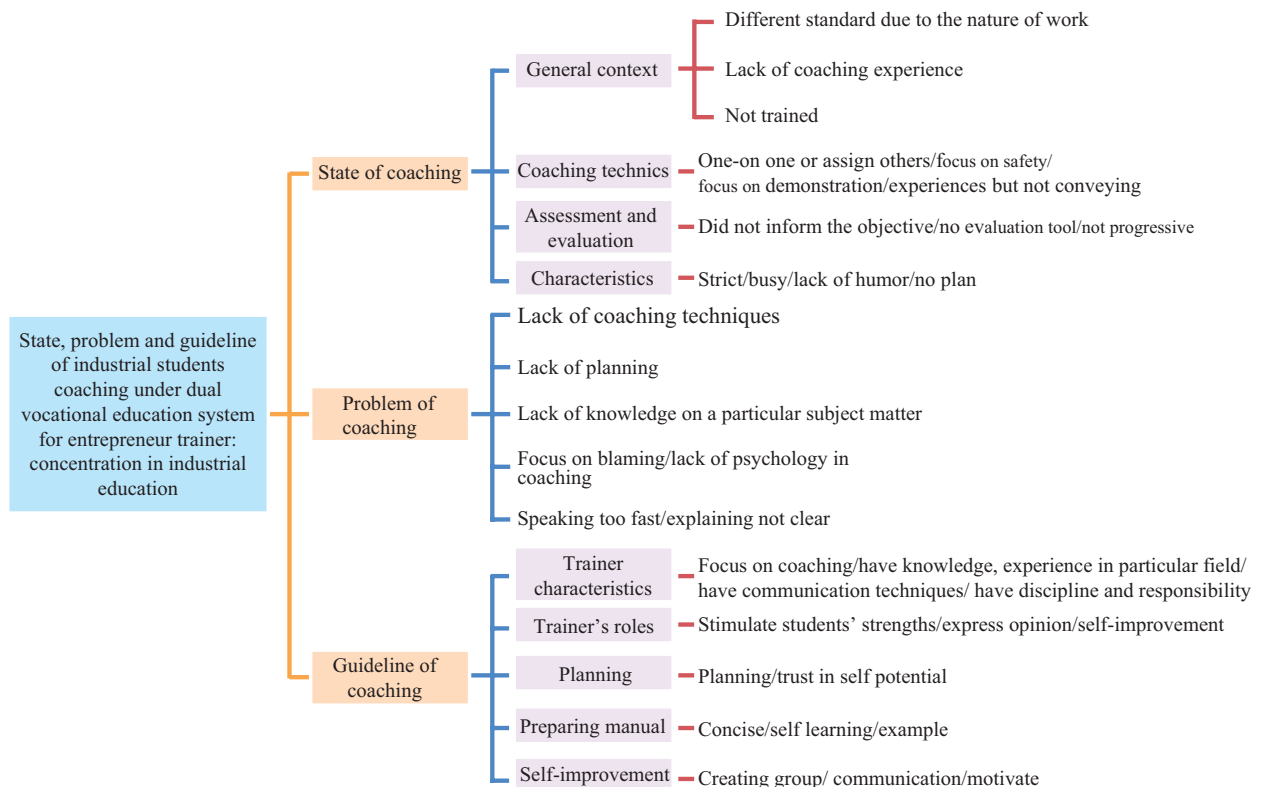 State, problem and guideline
of industrial students
coaching under dual
vocational education system
for entrepreneur trainer:
concentration in industrial
education
State of coaching
General context
Different standard due to the nature of work
Lack of coaching experience
Not trained
Coaching technics
One-on one or assign others/focus on safety/
focus on demonstration/experiences but not conveying
Assessment and
evaluation
Did not inform the objective/no evaluation tool/not progressive
Characteristics
Strict/busy/lack of humor/no plan
Problem of
coaching
Lack of coaching techniques
Lack of planning
Lack of knowledge on a particular subject matter
Focus on blaming/lack of psychology in
coaching
Speaking too fast/explaining not clear
Guideline of
coaching
Trainer
characteristics
Focus on coaching/have knowledge, experience in particular field/
have communication techniques/ have discipline and responsibility
Trainer’s roles
Stimulate students’ strengths/express opinion/self-improvement
Planning
Planning/trust in self potential
Preparing manual
Concise/self learning/example
Self-improvement
Creating group/ communication/motivate